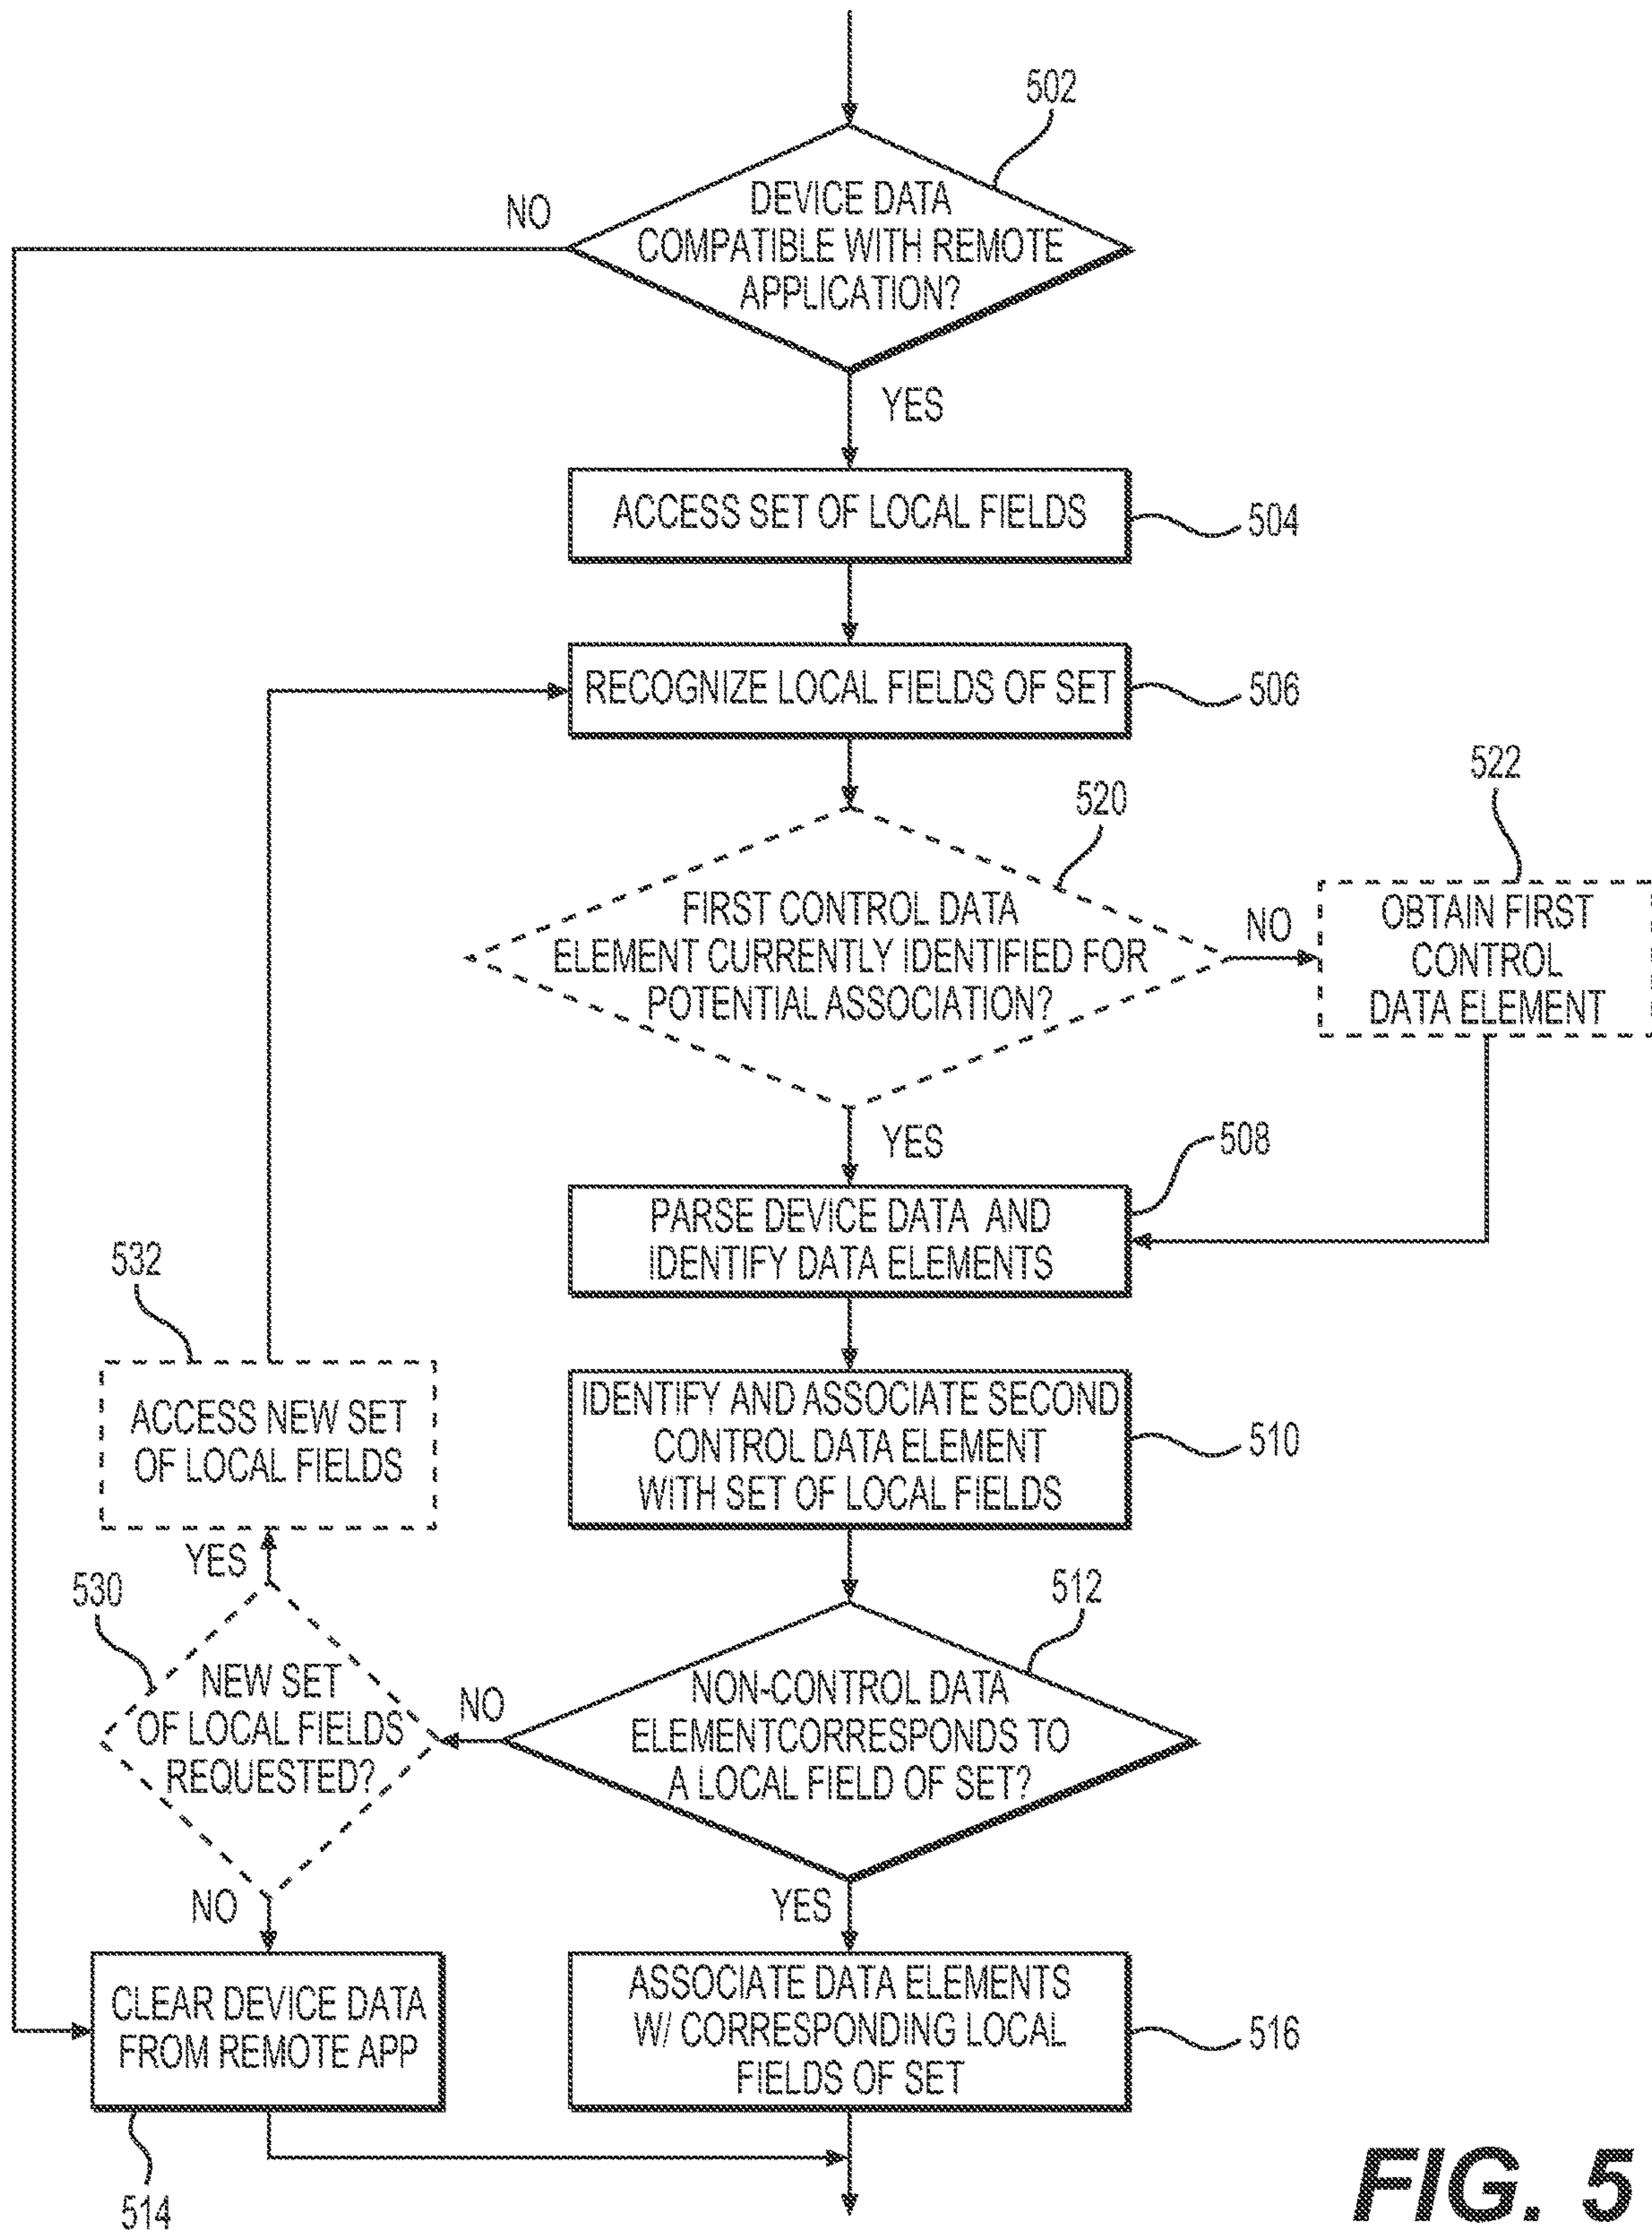 502
DEVICE DATA
COMPATIBLE WITH REMOTE
APPLICATION?
NO
YES
ACCESS SET OF LOCAL FIELDS
504
RECOGNIZE LOCAL FIELDS OF SET
506
520
522
FIRST CONTROL DATA
ELEMENT CURRENTLY IDENTIFIED FOR
POTENTIAL ASSOCIATION?
NO
OBTAIN FIRST
CONTROL
DATA ELEMENT
YES
508
PARSE DEVICE DATA AND
IDENTIFY DATA ELEMENTS
532
ACCESS NEW SET
OF LOCAL FIELDS
IDENTIFY AND ASSOCIATE SECOND
CONTROL DATA ELEMENT
WITH SET OF LOCAL FIELDS
510
YES
530
NEW SET
OF LOCAL FIELDS
REQUESTED?
NO
512
NON-CONTROL DATA
ELEMENTCORRESPONDS TO
A LOCAL FIELD OF SET?
NO
YES
CLEAR DEVICE DATA
FROM REMOTE APP
514
ASSOCIATE DATA ELEMENTS
W/ CORRESPONDING LOCAL
FIELDS OF SET
516
FIG. 5